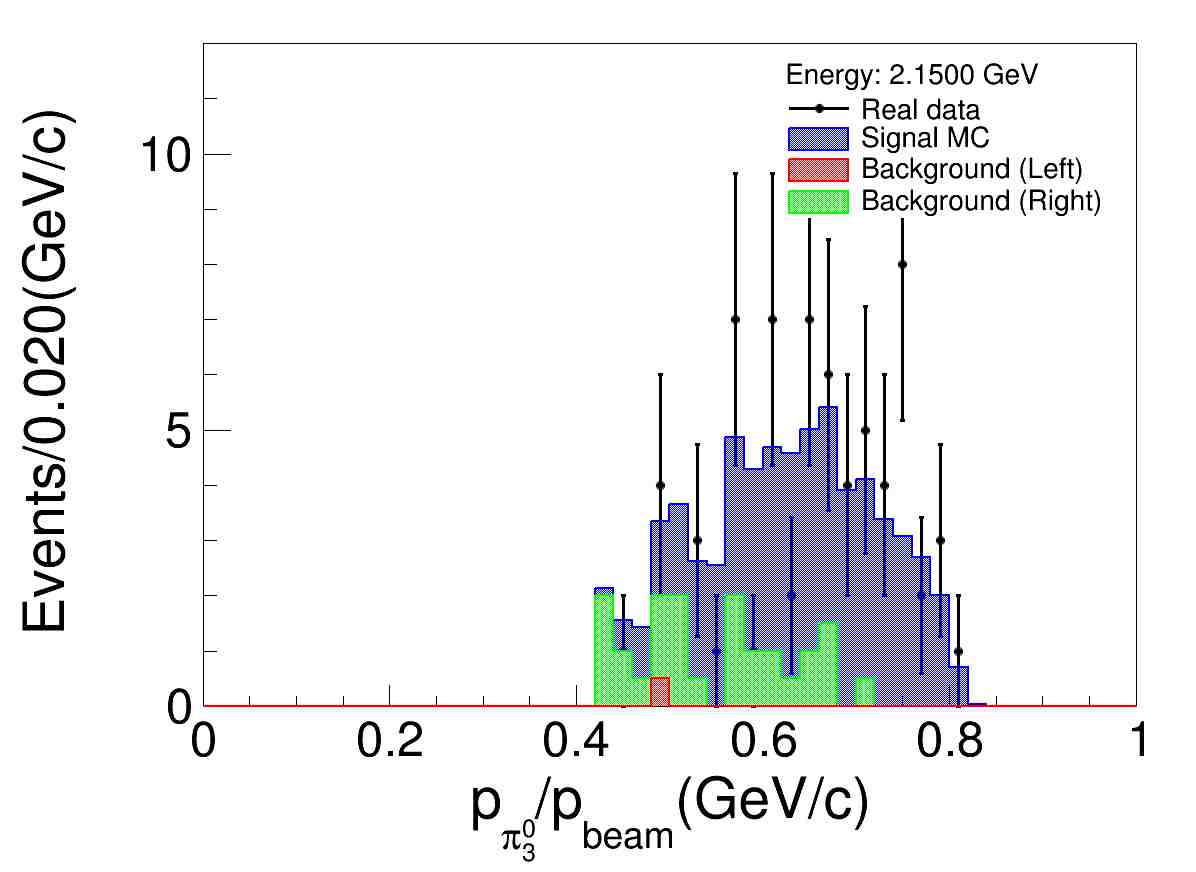 Events/0.020(GeV/c)
Energy: 2.1500 GeV
Real data
Signal MC
Background (Left)
Background (Right)
10
5
0
0 0.2 0.4 0.6 0.8 1
pπ⁰₃/pbeam(GeV/c)